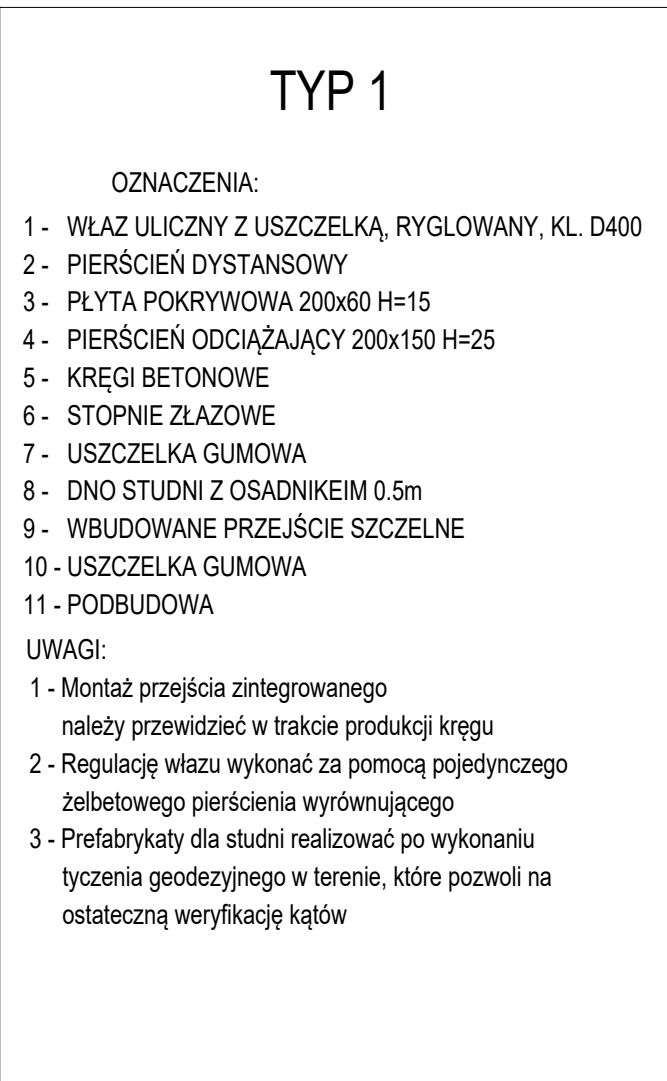 TYP 1
OZNACZENIA:
1 - WŁAZ ULICZNY Z USZCZELKĄ, RYGLOWANY, KL. D400
2 - PIERŚCIEŃ DYSTANSOWY
3 - PŁYTA POKRYWOWA 200x60 H=15
4 - PIERŚCIEŃ ODCIĄŻAJĄCY 200x150 H=25
5 - KRĘGI BETONOWE
6 - STOPNIE ZŁAZOWE
7 - USZCZELKA GUMOWA
8 - DNO STUDNI Z OSADNIKEIM 0.5m
9 - WBUDOWANE PRZEJŚCIE SZCZELNE
10 - USZCZELKA GUMOWA
11 - PODBUDOWA
UWAGI:
1 - Montaż przejścia zintegrowanego
należy przewidzieć w trakcie produkcji kręgu
2 - Regulację włazu wykonać za pomocą pojedynczego
żelbetowego pierścienia wyrównującego
3 - Prefabrykaty dla studni realizować po wykonaniu
tyczenia geodezyjnego w terenie, które pozwoli na
ostateczną weryfikację kątów